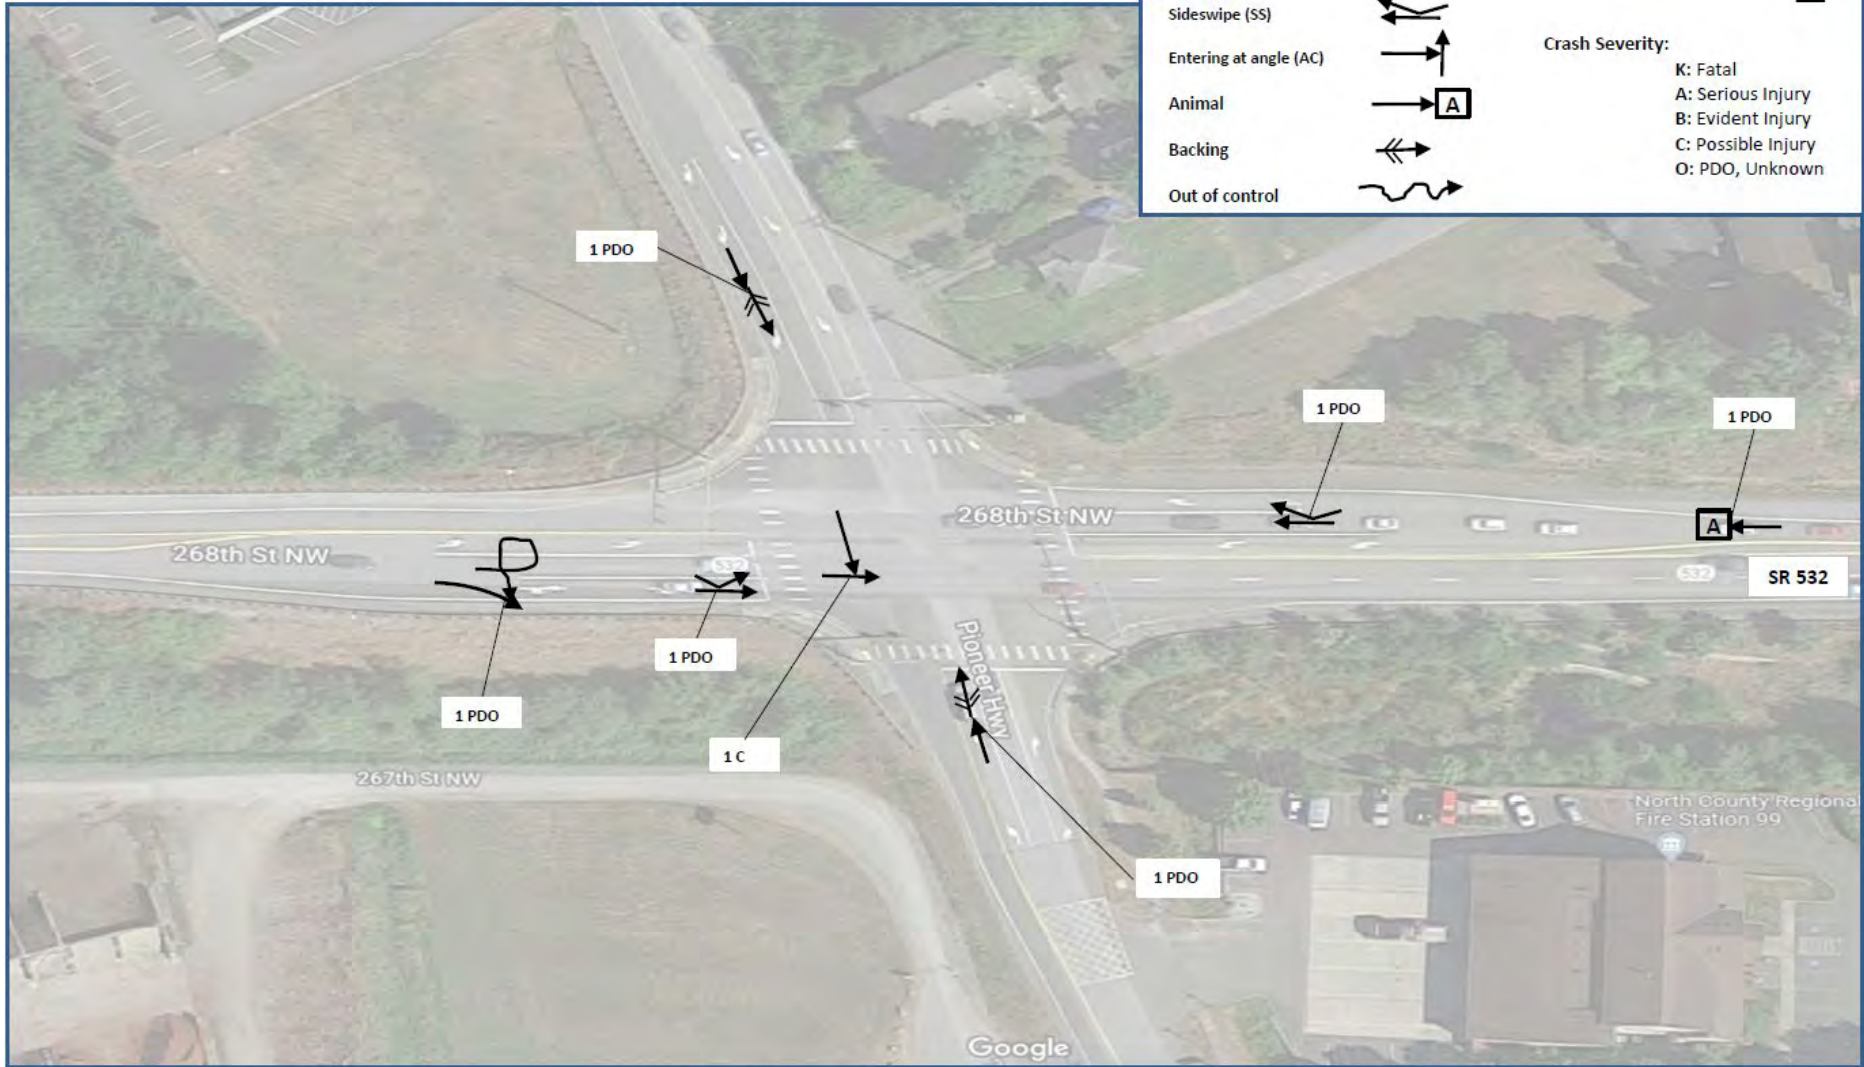 Sideswipe (SS)
Entering at angle (AC)
Animal
A
Backing
Out of control
Crash Severity:
K: Fatal
A: Serious Injury
B: Evident Injury
C: Possible Injury
O: PDO, Unknown
1 PDO
1 PDO
1 PDO
268th St NW
A
268th St NW
532
532
SR 532
1 PDO
1 PDO
1 C
Pioneer Hwy
267th St NW
North County Regiona
Fire Station 99
1 PDO
Google